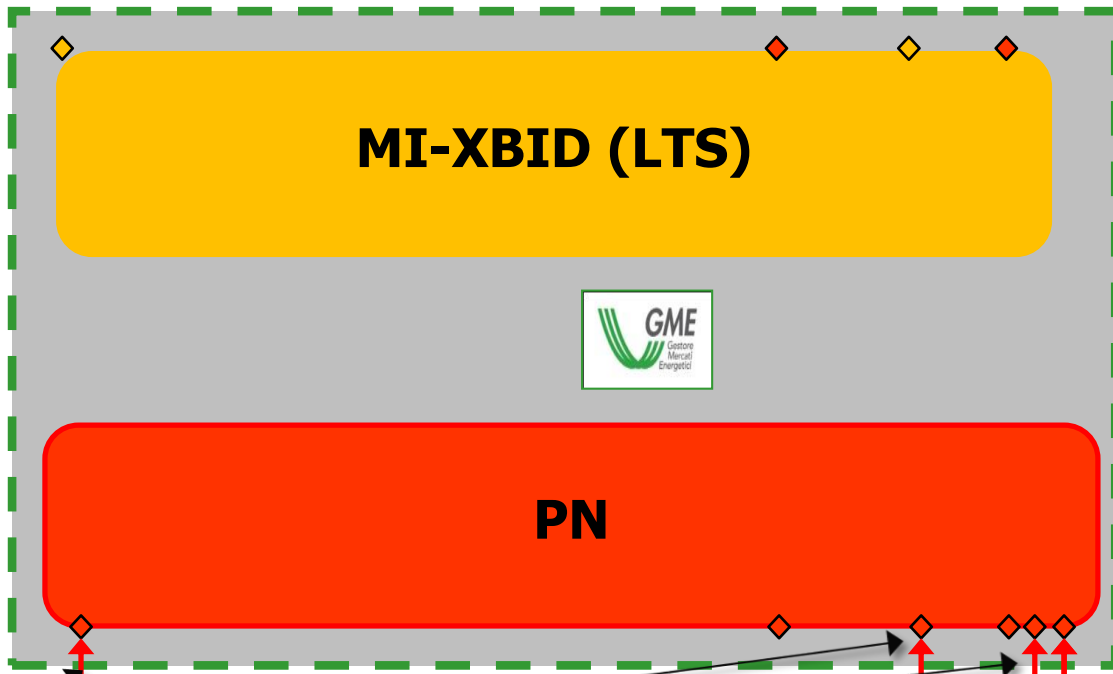 MI-XBID (LTS)
GME
Gestore
Mercati
Energetici
PN